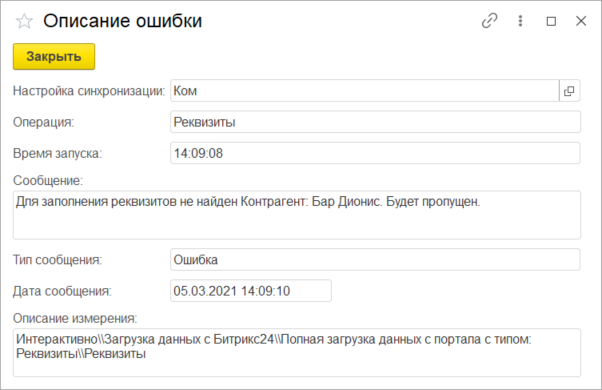 Описание ошибки
Закрыть
Настройка синхронизации: Ком
Операция: Реквизиты
Время запуска: 14:09:08
Сообщение:
Для заполнения реквизитов не найден Контрагент: Бар Дионис. Будет пропущен.
Тип сообщения: Ошибка
Дата сообщения: 05.03.2021 14:09:10
Описание измерения:
Интерактивно\\Загрузка данных с Битрикс24\\Полная загрузка данных с портала с типом:
Реквизиты\\Реквизиты